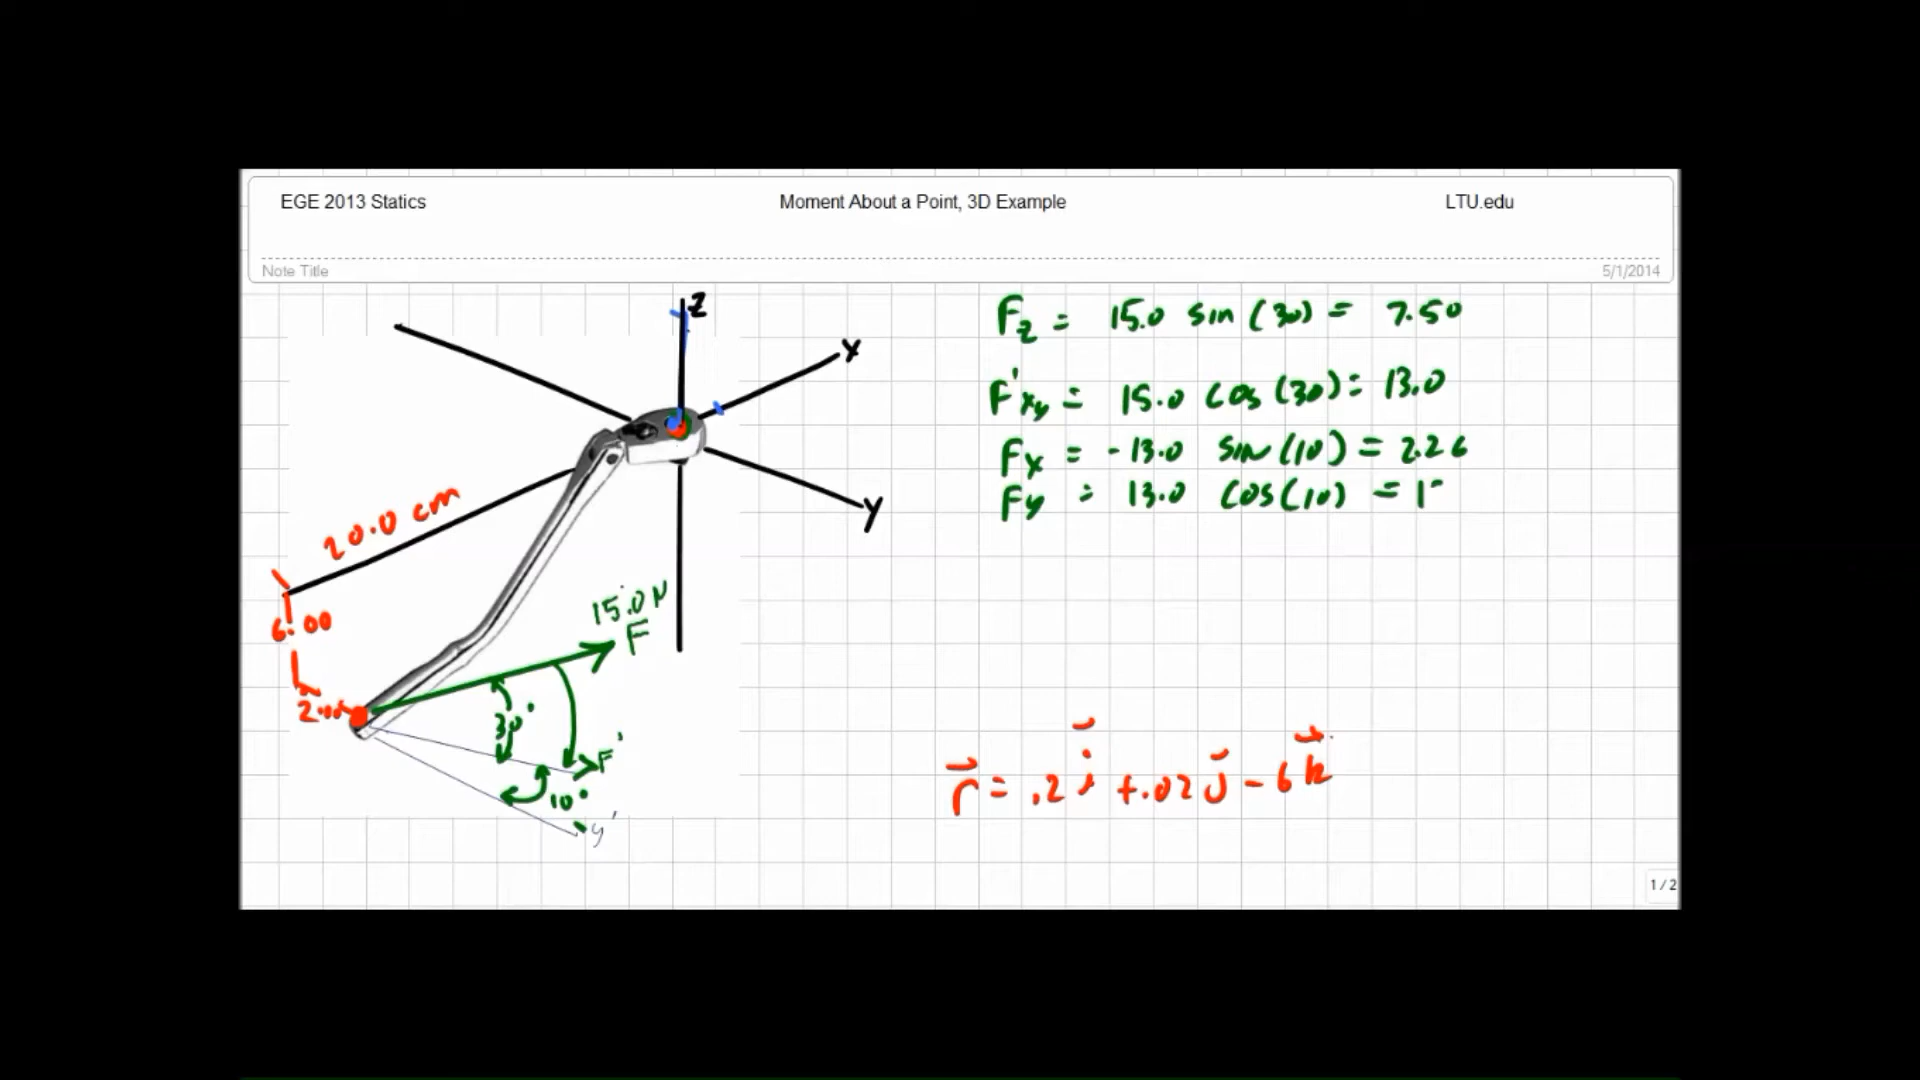 EGE 2013 Statics Moment About a Point, 3D Example LTU.edu
Note Title 5/1/2014
z
x
y
20.0 cm
6.00
15.0 N
F
30°
F'
10°
y'
Fz = 15.0 sin (30) = 7.50
F'xy = 15.0 cos (30) = 13.0
Fx = -13.0 sin (10) = 2.26
Fy = 13.0 cos (10) = 1
r = .2 i + .02 j - 6 k
1 / 2